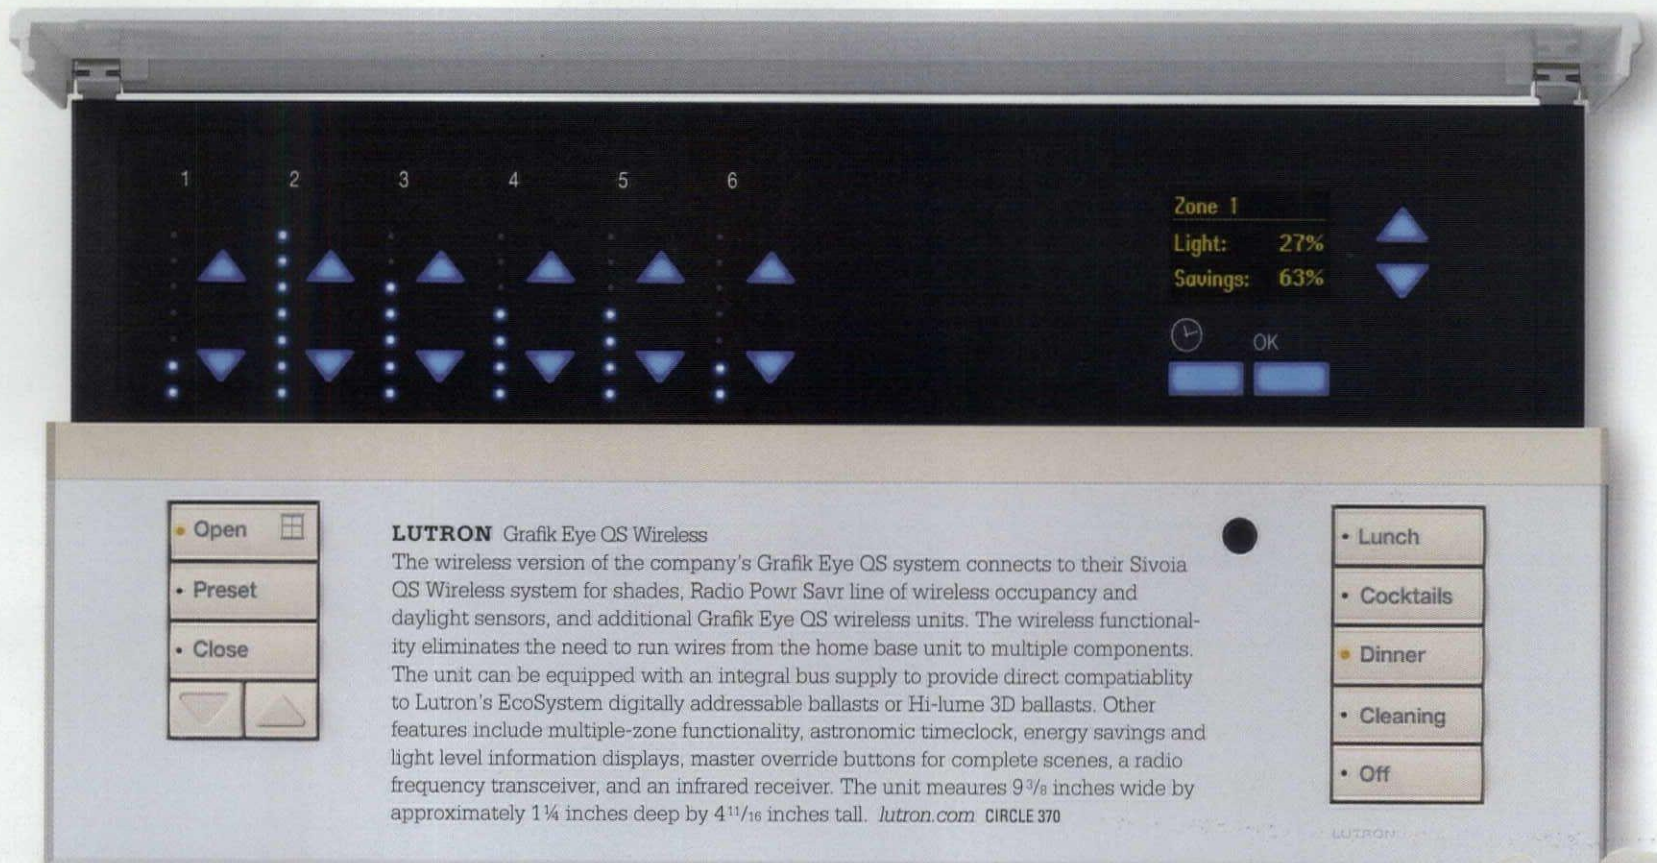 1 2 3 4 5 6
Zone 1
Light: 27%
Savings: 63%
OK
Open
Preset
Close
LUTRON Grafik Eye QS Wireless
The wireless version of the company's Grafik Eye QS system connects to their Sivoia
QS Wireless system for shades, Radio Powr Savr line of wireless occupancy and
daylight sensors, and additional Grafik Eye QS wireless units. The wireless functional-
ity eliminates the need to run wires from the home base unit to multiple components.
The unit can be equipped with an integral bus supply to provide direct compatiablity
to Lutron's EcoSystem digitally addressable ballasts or Hi-lume 3D ballasts. Other
features include multiple-zone functionality, astronomic timeclock, energy savings and
light level information displays, master override buttons for complete scenes, a radio
frequency transceiver, and an infrared receiver. The unit meaures 9 3/8 inches wide by
approximately 1 ¼ inches deep by 4 11/16 inches tall. lutron.com CIRCLE 370
Lunch
Cocktails
Dinner
Cleaning
Off
LUTRON